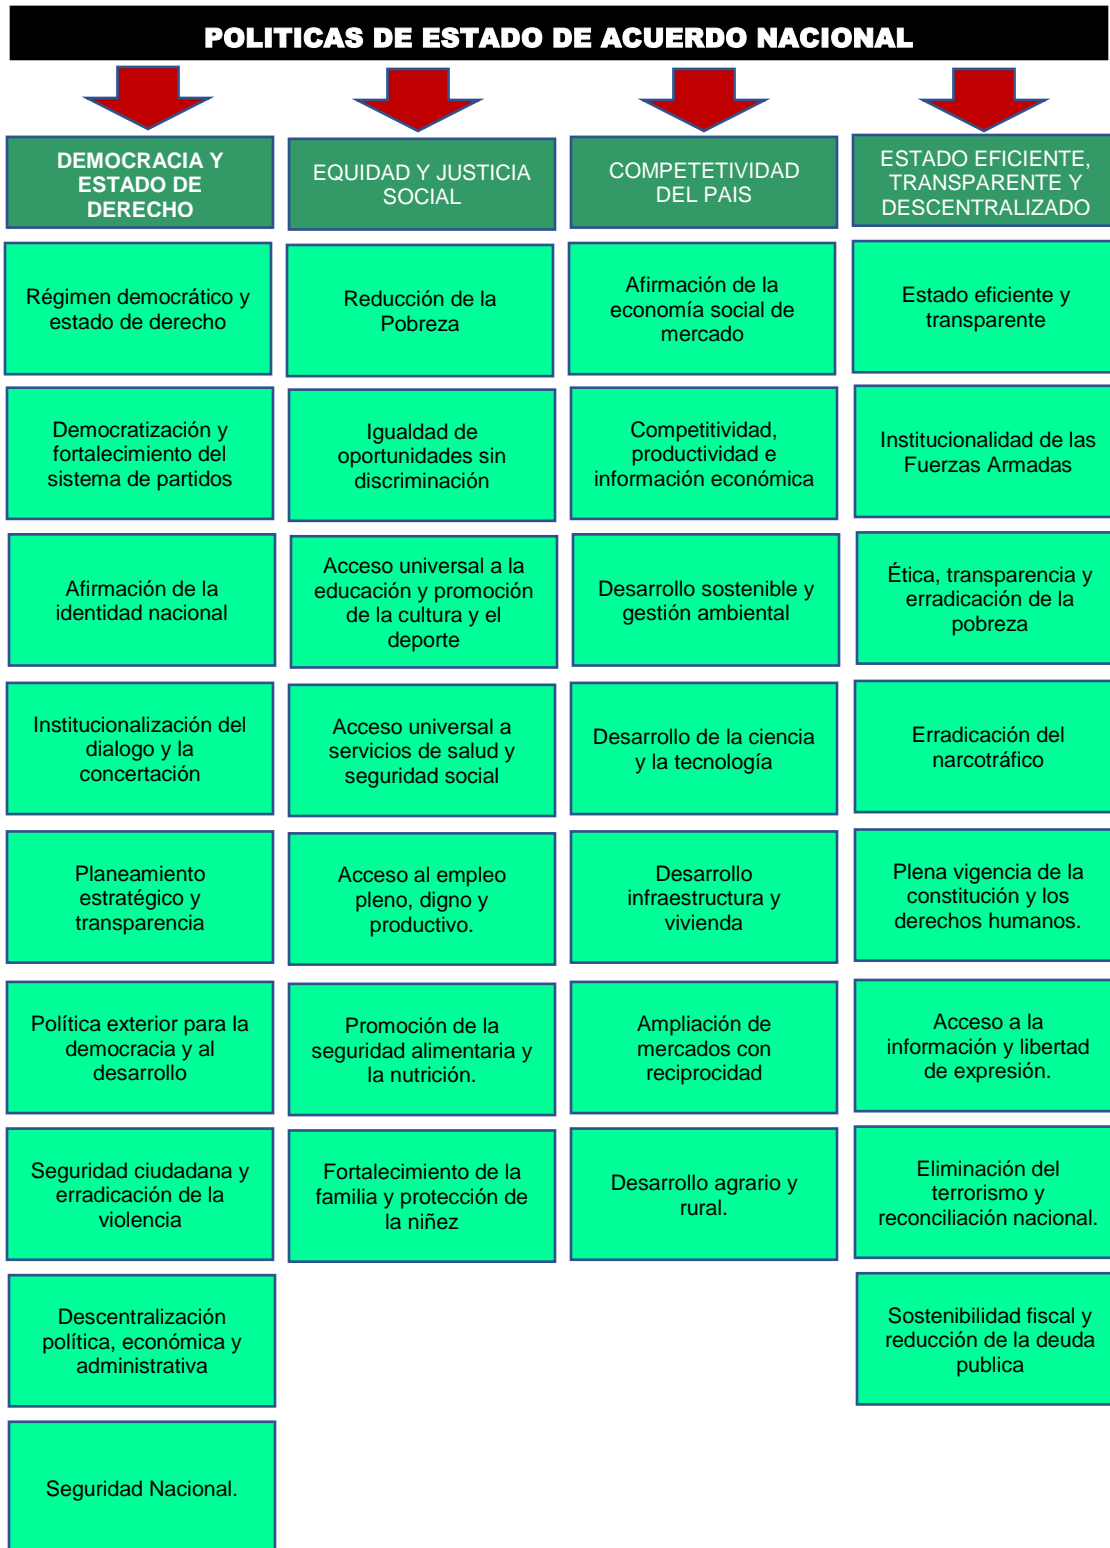 POLITICAS DE ESTADO DE ACUERDO NACIONAL
DEMOCRACIA Y
ESTADO DE
DERECHO
Régimen democrático y
estado de derecho
Democratización y
fortalecimiento del
sistema de partidos
Afirmación de la
identidad nacional
Institucionalización del
dialogo y la
concertación
Planeamiento
estratégico y
transparencia
Política exterior para la
democracia y al
desarrollo
Seguridad ciudadana y
erradicación de la
violencia
Descentralización
política, económica y
administrativa
Seguridad Nacional.
EQUIDAD Y JUSTICIA
SOCIAL
Reducción de la
Pobreza
Igualdad de
oportunidades sin
discriminación
Acceso universal a la
educación y promoción
de la cultura y el
deporte
Acceso universal a
servicios de salud y
seguridad social
Acceso al empleo
pleno, digno y
productivo.
Promoción de la
seguridad alimentaria y
la nutrición.
Fortalecimiento de la
familia y protección de
la niñez
COMPETETIVIDAD
DEL PAIS
Afirmación de la
economía social de
mercado
Competitividad,
productividad e
información económica
Desarrollo sostenible y
gestión ambiental
Desarrollo de la ciencia
y la tecnología
Desarrollo
infraestructura y
vivienda
Ampliación de
mercados con
reciprocidad
Desarrollo agrario y
rural.
ESTADO EFICIENTE,
TRANSPARENTE Y
DESCENTRALIZADO
Estado eficiente y
transparente
Institucionalidad de las
Fuerzas Armadas
Ética, transparencia y
erradicación de la
pobreza
Erradicación del
narcotráfico
Plena vigencia de la
constitución y los
derechos humanos.
Acceso a la
información y libertad
de expresión.
Eliminación del
terrorismo y
reconciliación nacional.
Sostenibilidad fiscal y
reducción de la deuda
publica